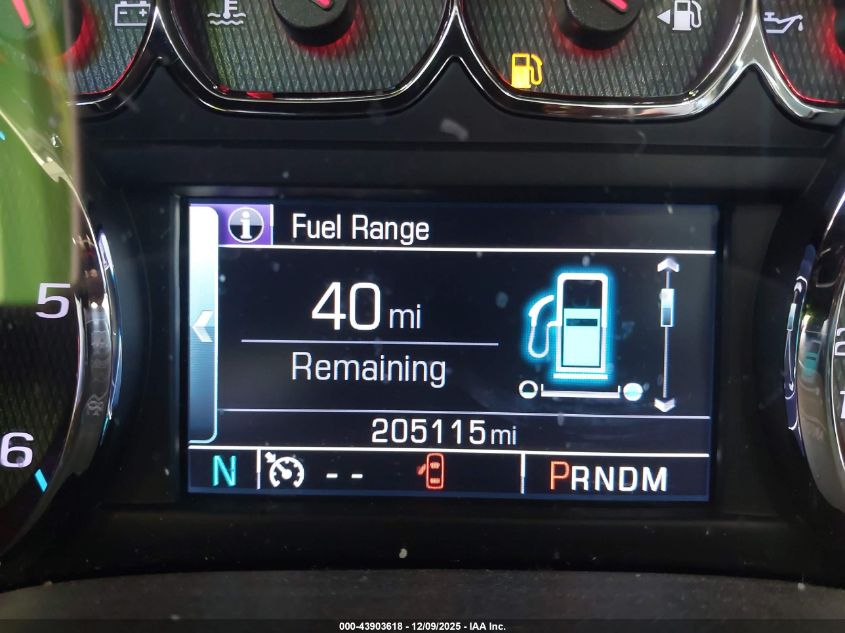 Fuel Range
40 mi
5
Remaining
205115 mi
6
N -- PRNDM
000-43903618 - 12/09/2025 - IAA Inc.